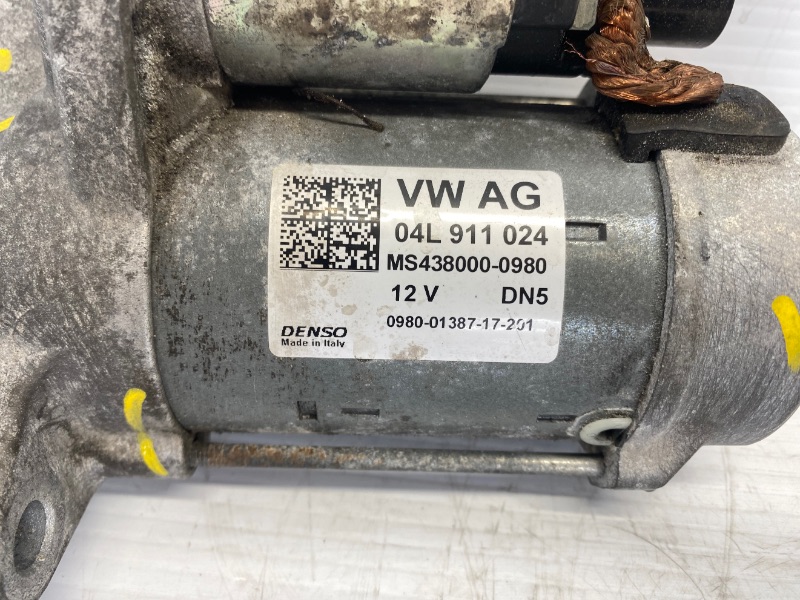 VW AG
04L 911 024
MS438000-0980
12 V DN5
DENSO
Made in Italy
0980-01387-17-201